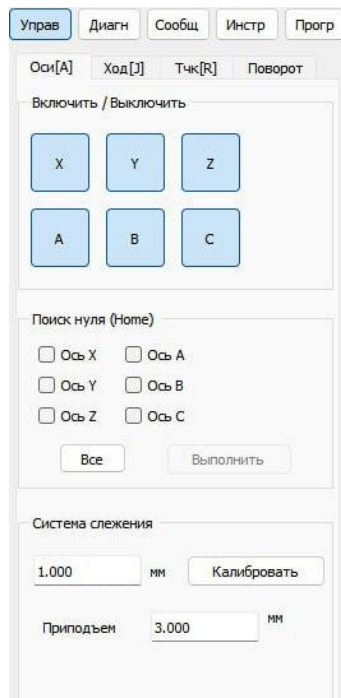 Управ Диагн Сообщ Инстр Прогр
Оси[A] Ход[J] Тчк[R] Поворот
Включить / Выключить
X Y Z
A B C
Поиск нуля (Home)
Ось X Ось A
Ось Y Ось B
Ось Z Ось C
Все Выполнить
Система слежения
1.000 мм Калибровать
Приподъем 3.000 мм